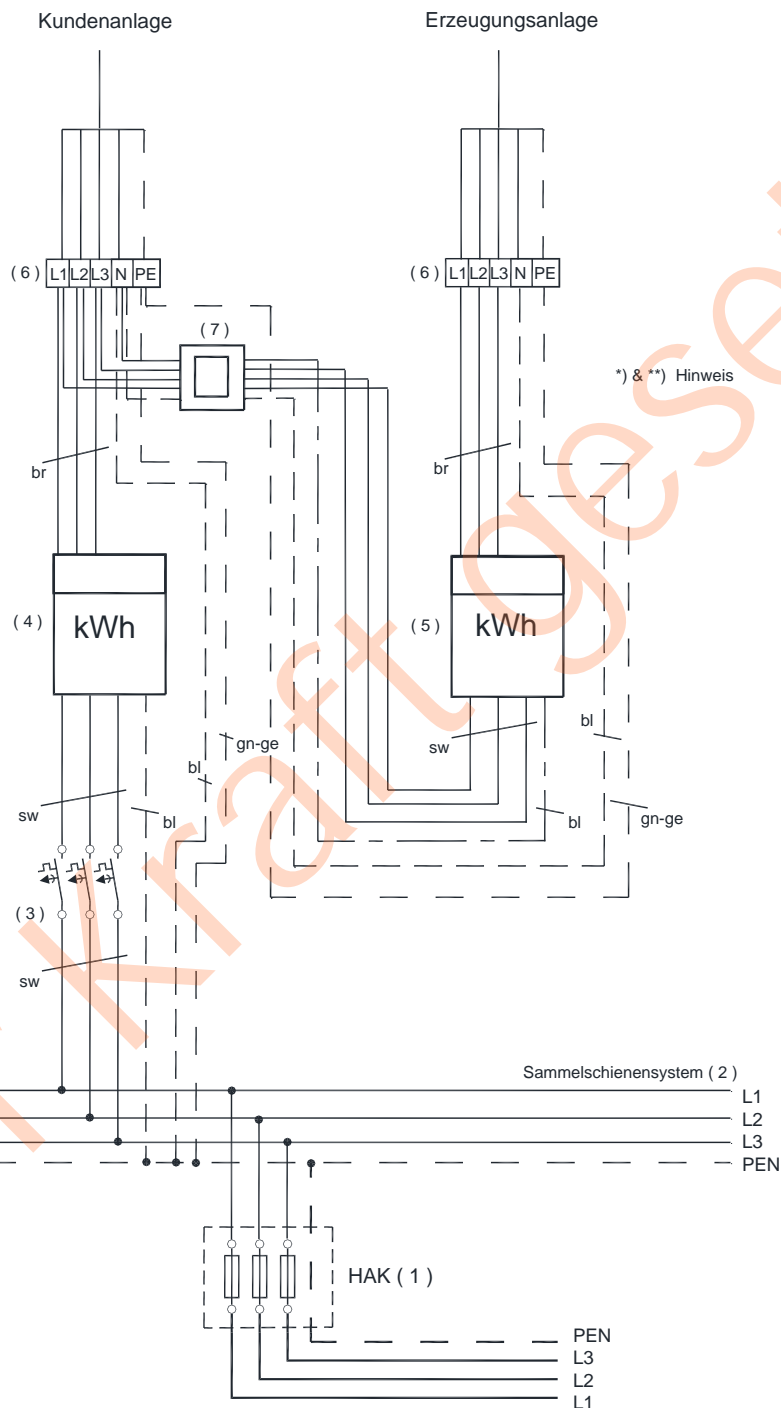 Kundenanlage
Erzeugungsanlage
( 6 ) L1 L2 L3 N PE
( 6 ) L1 L2 L3 N PE
( 7 )
*) & **) Hinweis
br
br
( 4 ) kWh
( 5 ) kWh
gn-ge
bl
sw
bl
sw
bl
bl
gn-ge
( 3 )
sw
Sammelschienensystem ( 2 )
L1
L2
L3
PEN
HAK ( 1 )
PEN
L3
L2
L1
Kraft gese